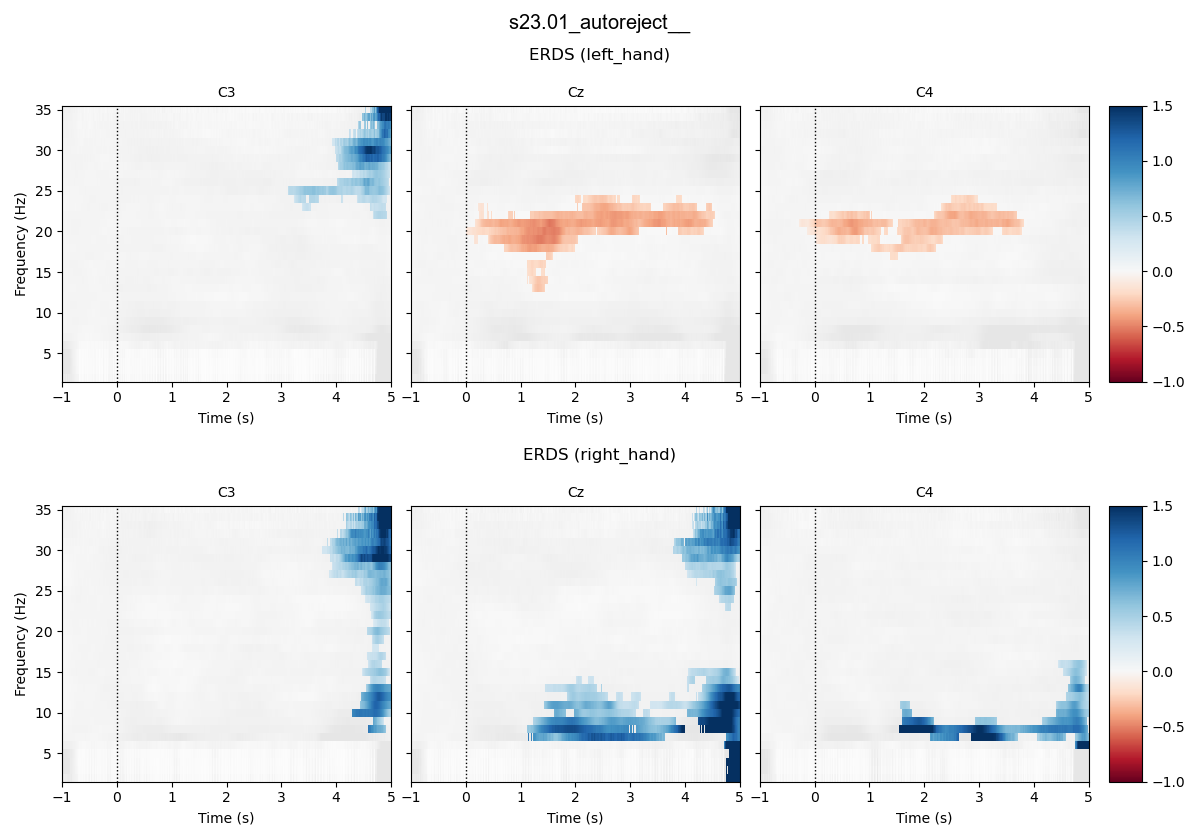 s23.01_autoreject__
ERDS (left_hand)
C3 Cz C4
Frequency (Hz)
35
30
25
20
15
10
5
−1 0 1 2 3 4 5 −1 0 1 2 3 4 5 −1 0 1 2 3 4 5
Time (s) Time (s) Time (s)
1.5
1.0
0.5
0.0
−0.5
−1.0
ERDS (right_hand)
C3 Cz C4
Frequency (Hz)
35
30
25
20
15
10
5
−1 0 1 2 3 4 5 −1 0 1 2 3 4 5 −1 0 1 2 3 4 5
Time (s) Time (s) Time (s)
1.5
1.0
0.5
0.0
−0.5
−1.0